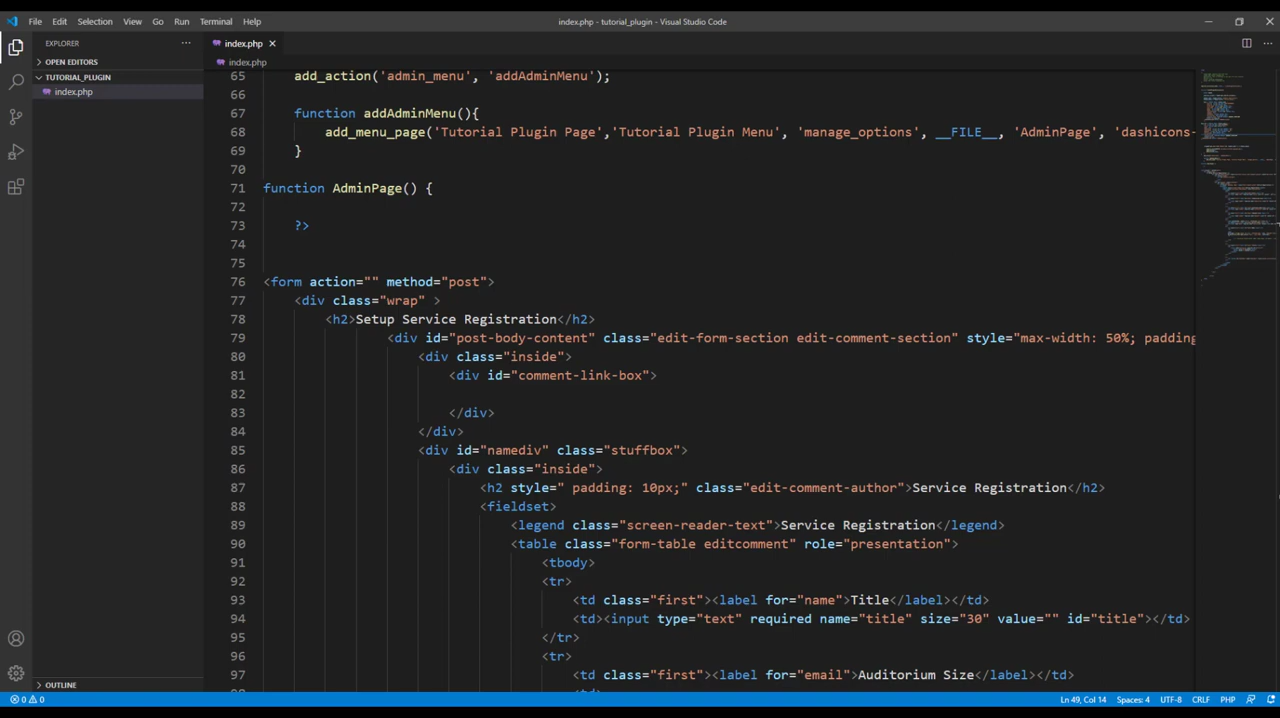 File Edit Selection View Go Run Terminal Help
index.php - tutorial_plugin - Visual Studio Code
EXPLORER
OPEN EDITORS
TUTORIAL_PLUGIN
index.php
OUTLINE
index.php
index.php
65 add_action('admin_menu', 'addAdminMenu');
66
67 function addAdminMenu(){
68 add_menu_page('Tutorial Plugin Page','Tutorial Plugin Menu', 'manage_options', __FILE__, 'AdminPage', 'dashicons-
69 }
70
71 function AdminPage() {
72
73 ?>
74
75
76 <form action="" method="post">
77 <div class="wrap" >
78 <h2>Setup Service Registration</h2>
79 <div id="post-body-content" class="edit-form-section edit-comment-section" style="max-width: 50%; padding
80 <div class="inside">
81 <div id="comment-link-box">
82
83 </div>
84 </div>
85 <div id="namediv" class="stuffbox">
86 <div class="inside">
87 <h2 style=" padding: 10px;" class="edit-comment-author">Service Registration</h2>
88 <fieldset>
89 <legend class="screen-reader-text">Service Registration</legend>
90 <table class="form-table editcomment" role="presentation">
91 <tbody>
92 <tr>
93 <td class="first"><label for="name">Title</label></td>
94 <td><input type="text" required name="title" size="30" value="" id="title"></td>
95 </tr>
96 <tr>
97 <td class="first"><label for="email">Auditorium Size</label></td>
0 0 Ln 49, Col 14 Spaces: 4 UTF-8 CRLF PHP